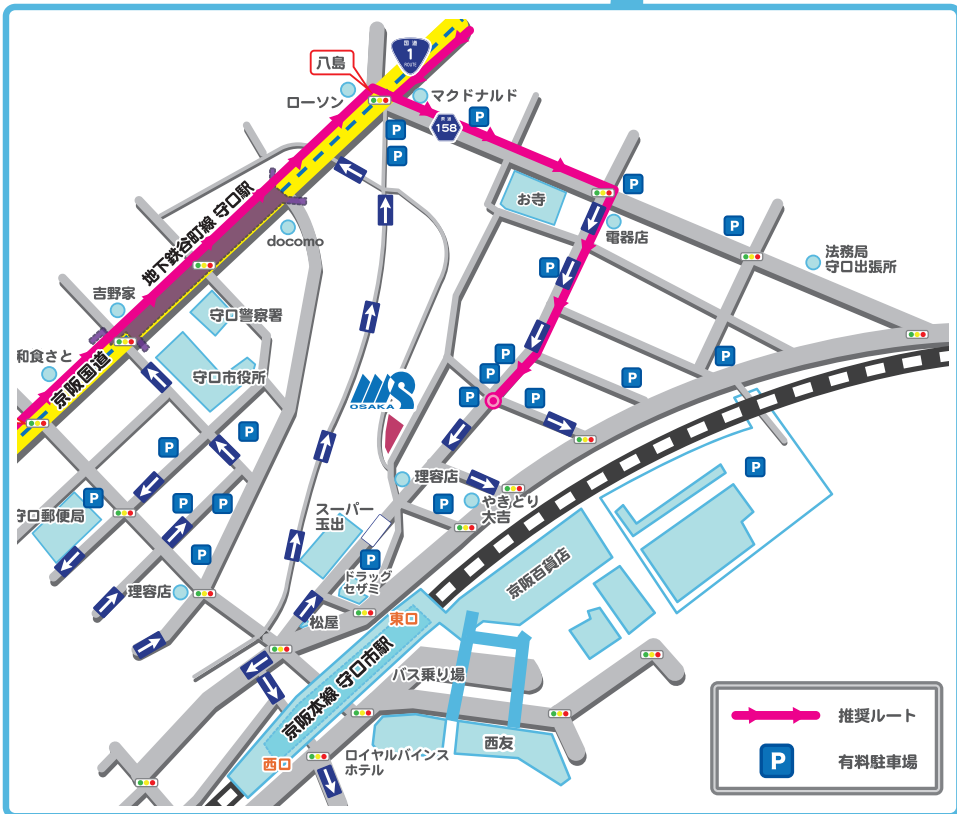 国道
1
ROUTE
八島
ローソン
マクドナルド
158
P
P
P
お寺
P
電器店
P
法務局
守口出張所
地下鉄谷町線 守口駅
docomo
P
吉野家
守口警察署
和食さと
京阪国道
守口市役所
MS
OSAKA
P
P
P
P
P
P
P
P
P
P
P
P
P
理容店
やきとり
大吉
P
守口郵便局
スーパー
玉出
P
ドラッグ
セザミ
京阪百貨店
理容店
松屋
東口
京阪本線 守口市駅
バス乗り場
西口
ロイヤルパインス
ホテル
西友
推奨ルート
P
有料駐車場